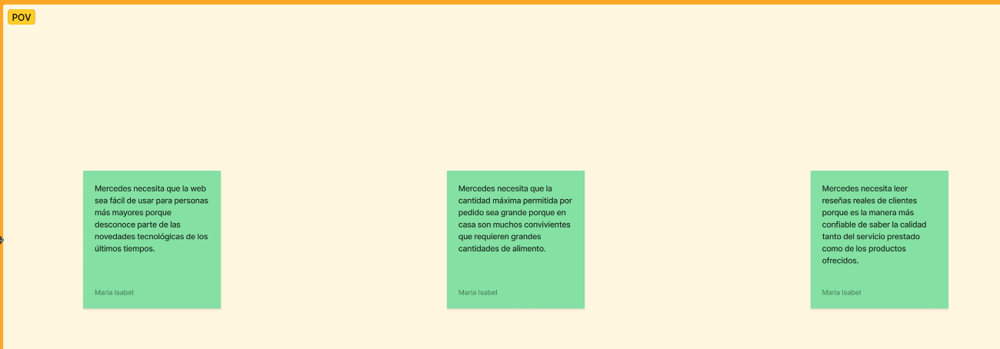 POV
Mercedes necesita que la web
sea fácil de usar para personas
más mayores porque
desconoce parte de las
novedades tecnológicas de los
últimos tiempos.
Maria Isabel
Mercedes necesita que la
cantidad máxima permitida por
pedido sea grande porque en
casa son muchos convivientes
que requieren grandes
cantidades de alimento.
Maria Isabel
Mercedes necesita leer
reseñas reales de clientes
porque es la manera más
confiable de saber la calidad
tanto del servicio prestado
como de los productos
ofrecidos.
Maria Isabel